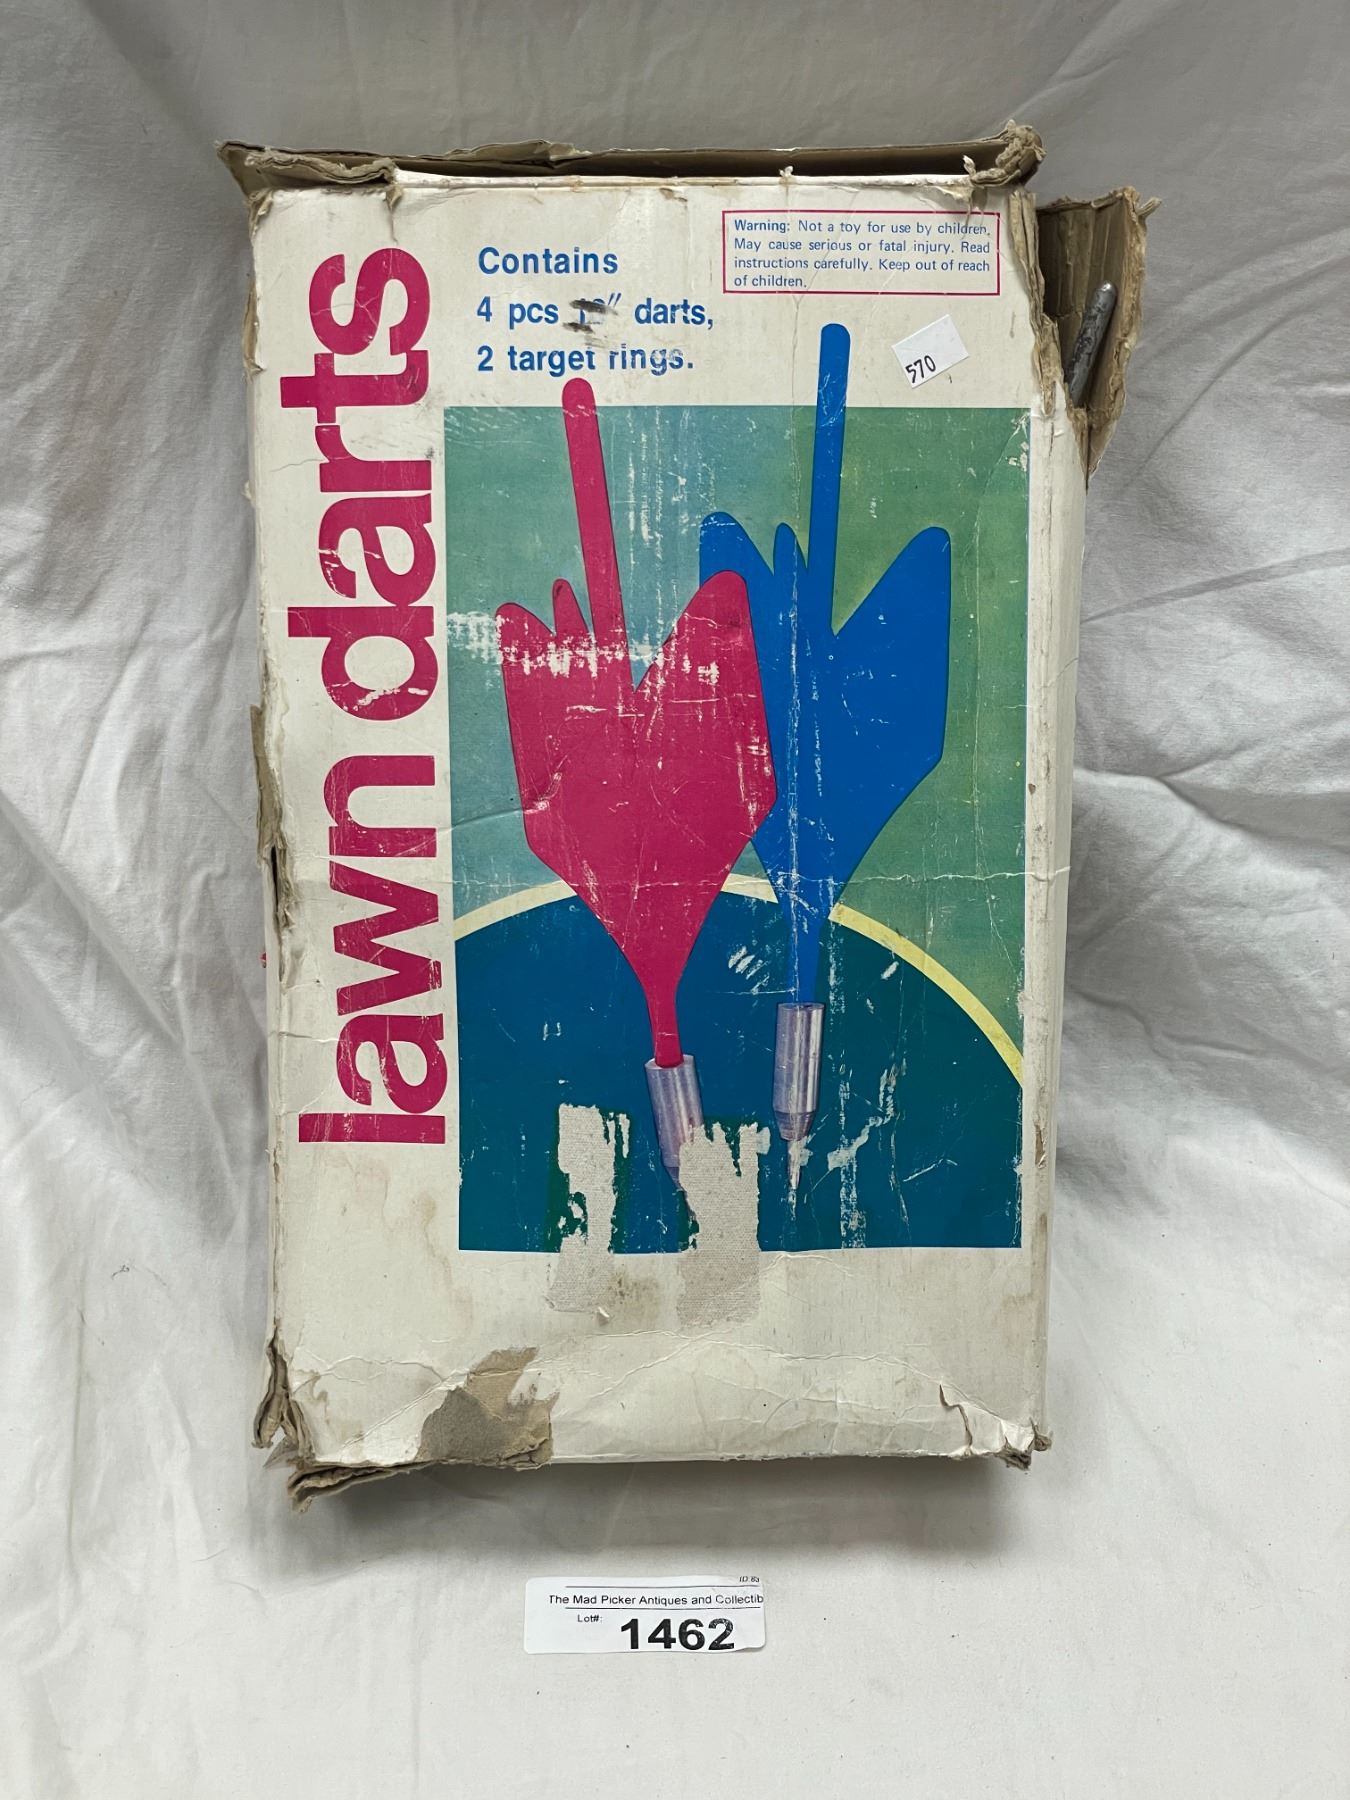 lawn darts
Contains
4 pcs darts,
2 target rings.
Warning: Not a toy for use by children.
May cause serious or fatal injury. Read
instructions carefully. Keep out of reach
of children.
570
The Mad Picker Antiques and Collectib
Lot#: 1462